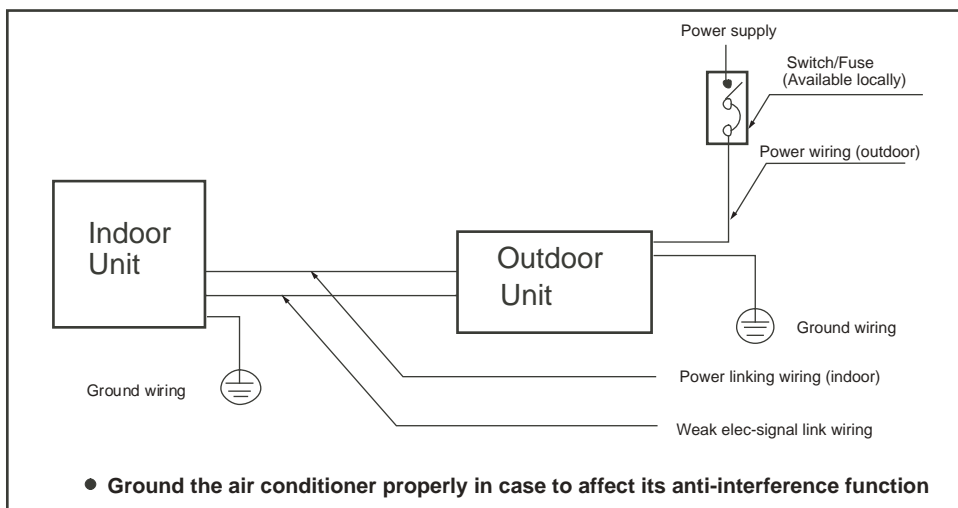 Power supply
Switch/Fuse
(Available locally)
Power wiring (outdoor)
Indoor
Unit
Outdoor
Unit
Ground wiring
Ground wiring
Power linking wiring (indoor)
Weak elec-signal link wiring
● Ground the air conditioner properly in case to affect its anti-interference function